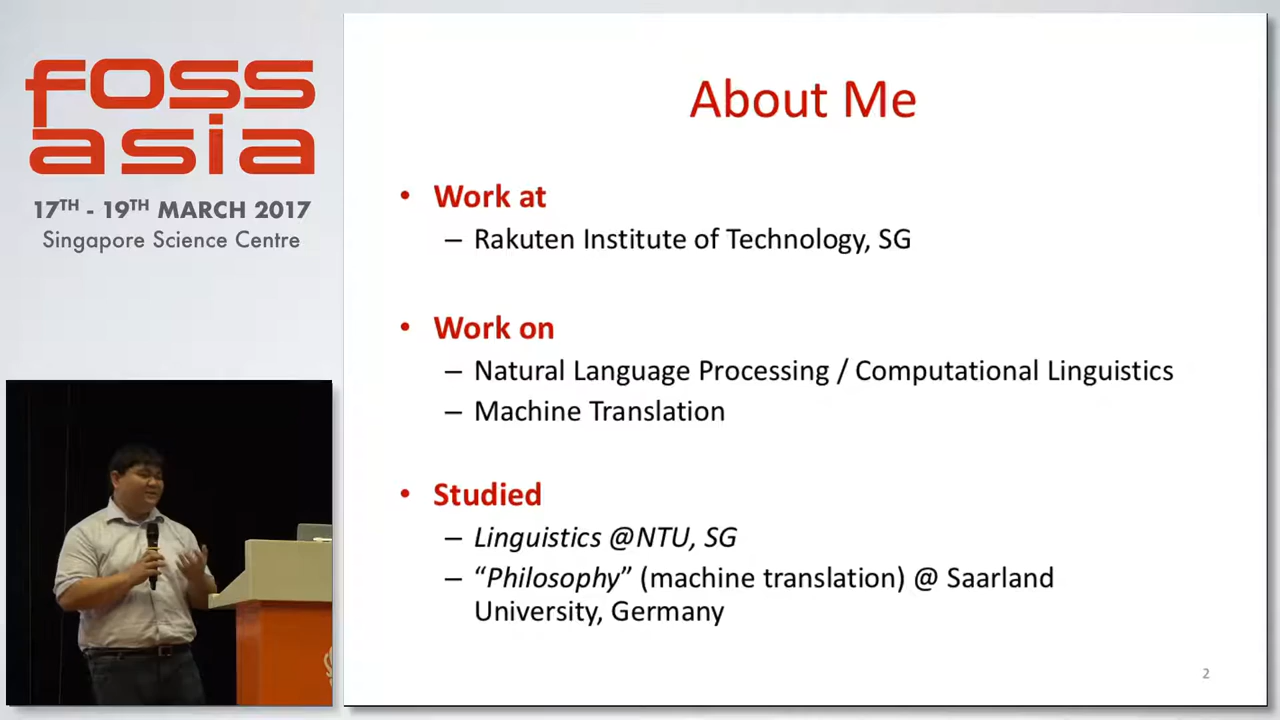 foss
asia
17TH - 19TH MARCH 2017
Singapore Science Centre
About Me
• Work at
– Rakuten Institute of Technology, SG
• Work on
– Natural Language Processing / Computational Linguistics
– Machine Translation
• Studied
– Linguistics @NTU, SG
– “Philosophy” (machine translation) @ Saarland
University, Germany
2